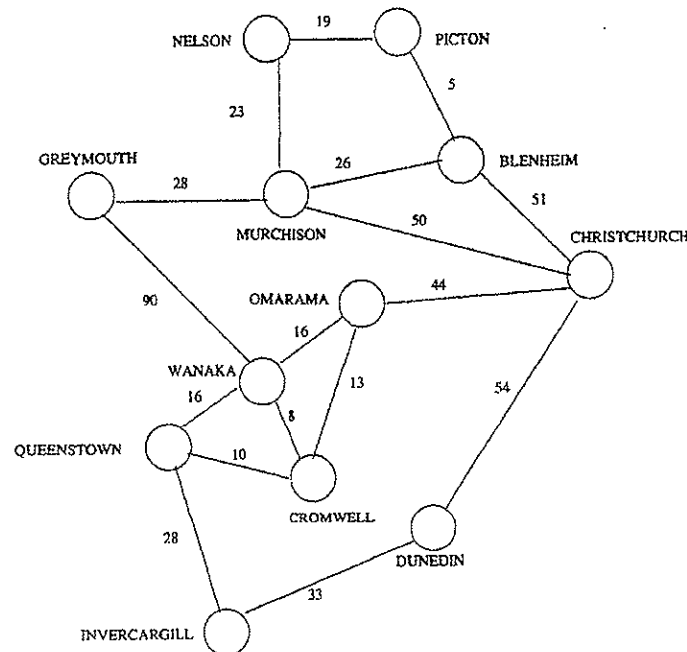 NELSON
19
PICTON
5
23
BLENHEIM
26
GREYMOUTH
28
51
MURCHISON
50
CHRISTCHURCH
44
OMARAMA
90
16
WANAKA
13
54
16
8
QUEENSTOWN
10
CROMWELL
28
DUNEDIN
33
INVERCARGILL